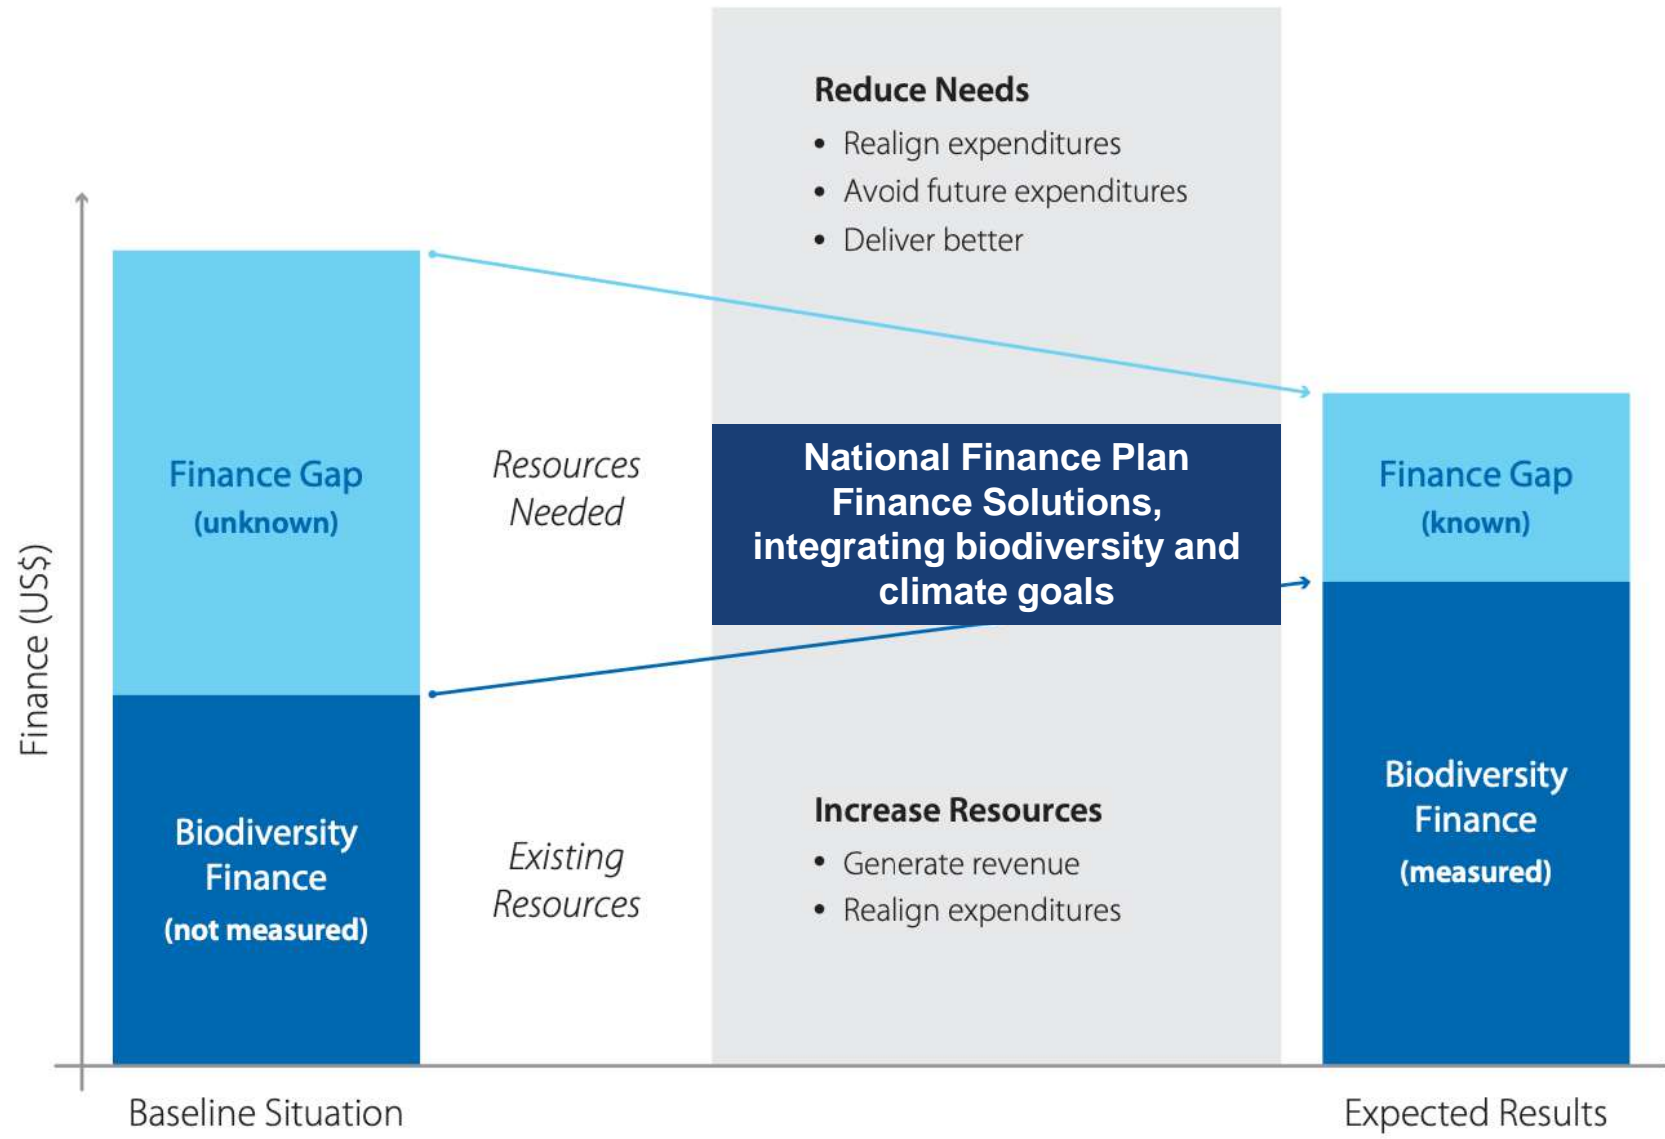 Finance (US$)
Finance Gap
(unknown)
Biodiversity
Finance
(not measured)
Baseline Situation
Resources
Needed
Existing
Resources
Reduce Needs
• Realign expenditures
• Avoid future expenditures
• Deliver better
National Finance Plan
Finance Solutions,
integrating biodiversity and
climate goals
Increase Resources
• Generate revenue
• Realign expenditures
Finance Gap
(known)
Biodiversity
Finance
(measured)
Expected Results